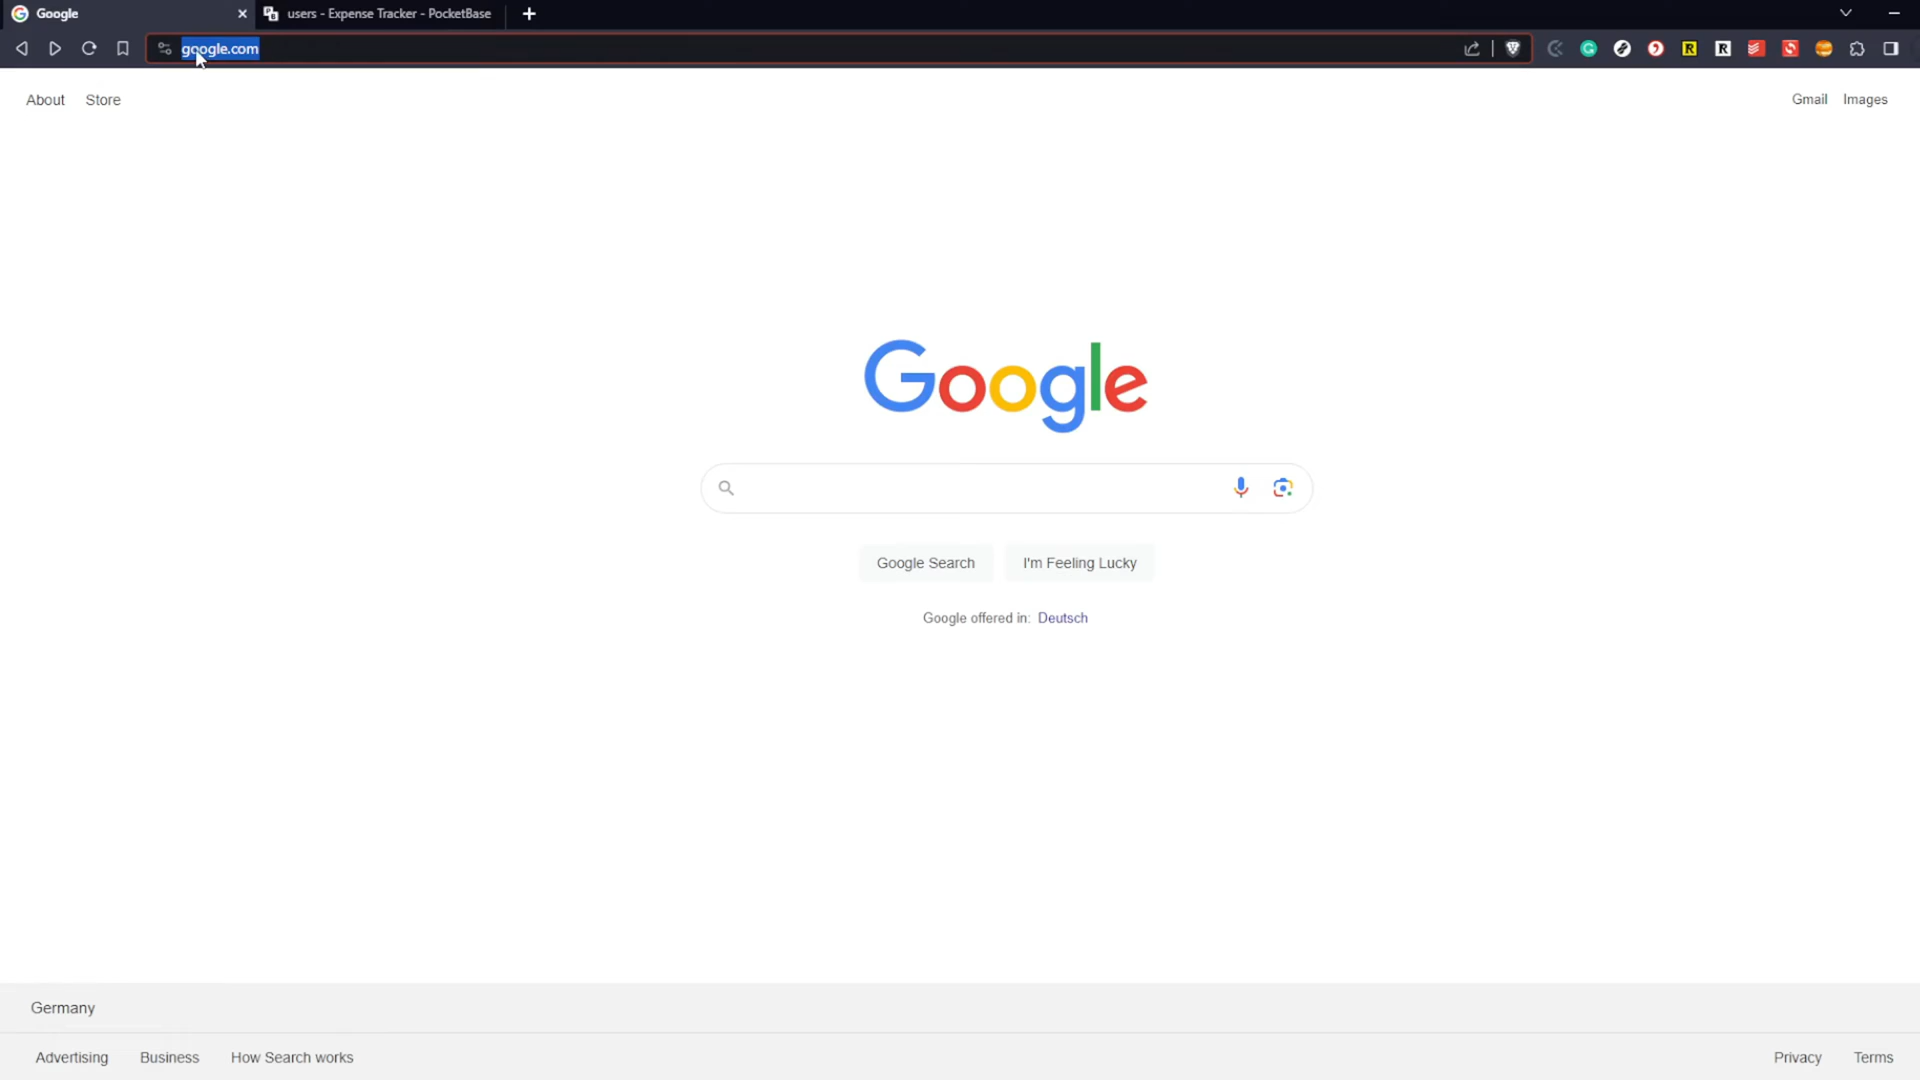 Google
users - Expense Tracker - PocketBase
google.com
About Store
Gmail Images
Google
Google Search I'm Feeling Lucky
Google offered in: Deutsch
Germany
Advertising Business How Search works
Privacy Terms